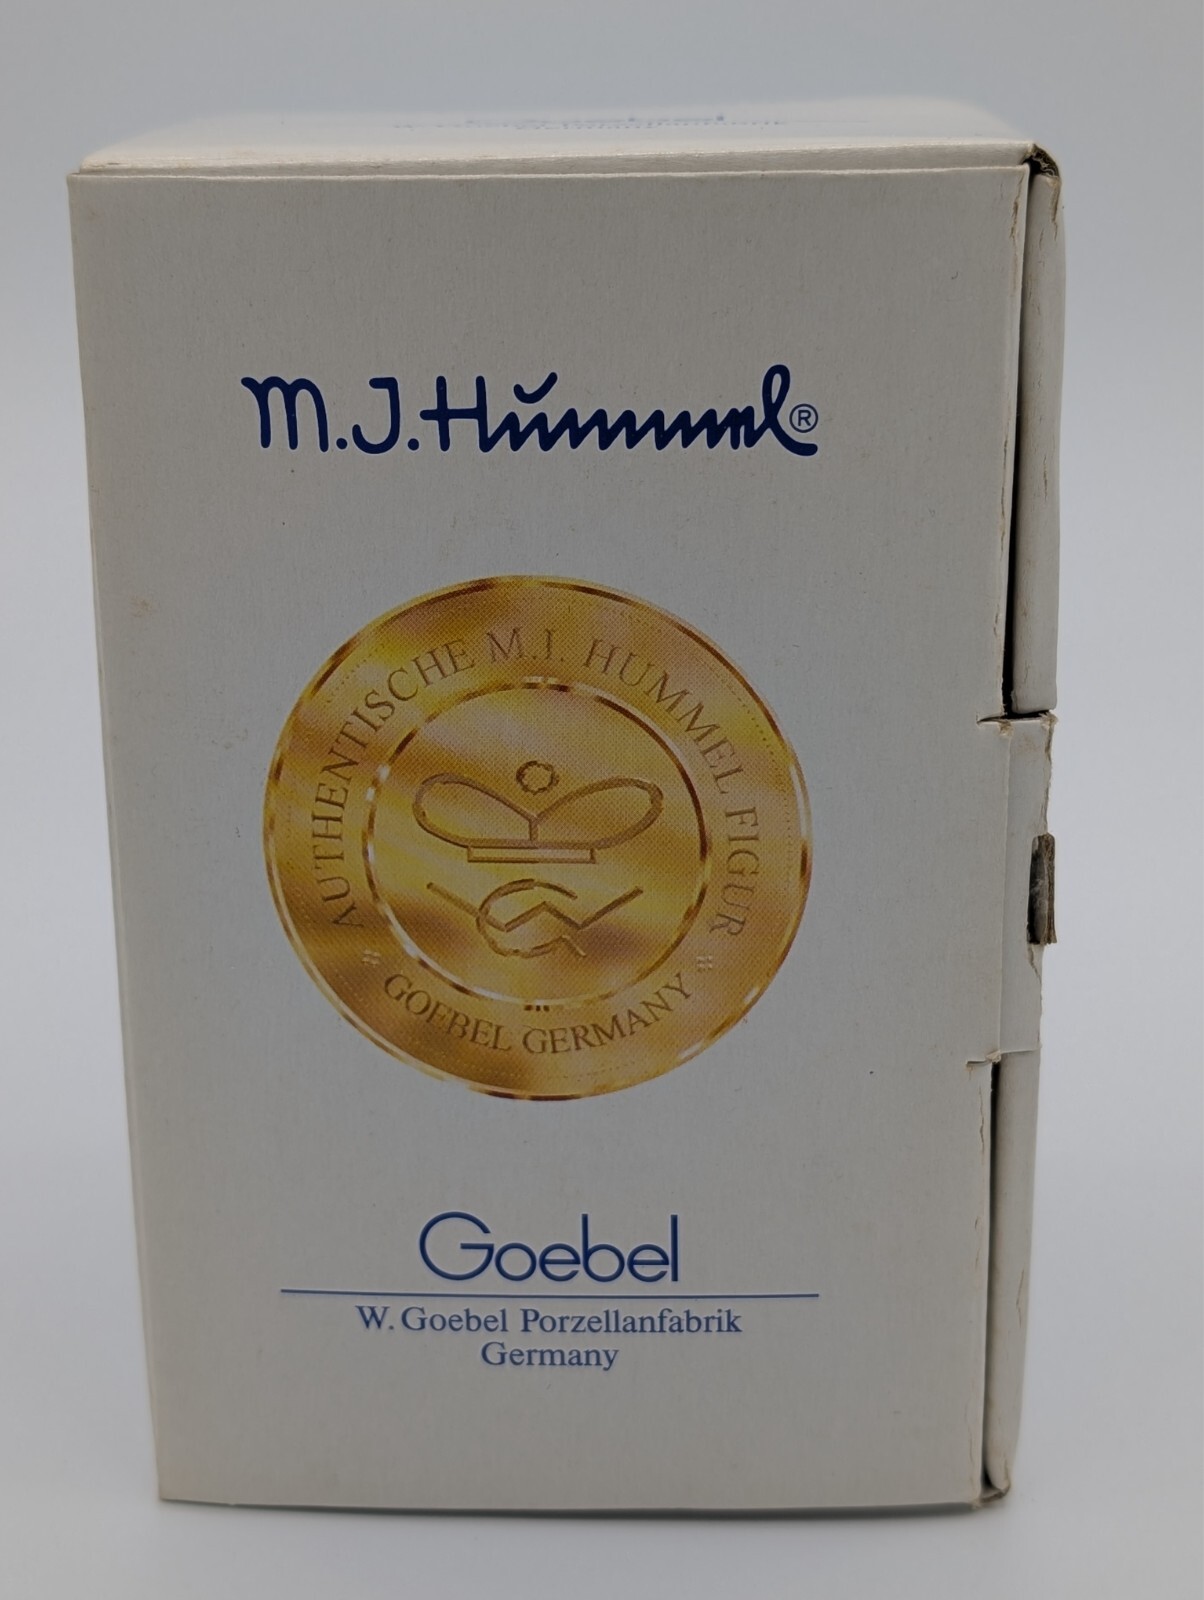 M.J.Hummel®
AUTHENTISCHE M.I. HUMMEL FIGUR
GOEBEL GERMANY
Goebel
W. Goebel Porzellanfabrik
Germany